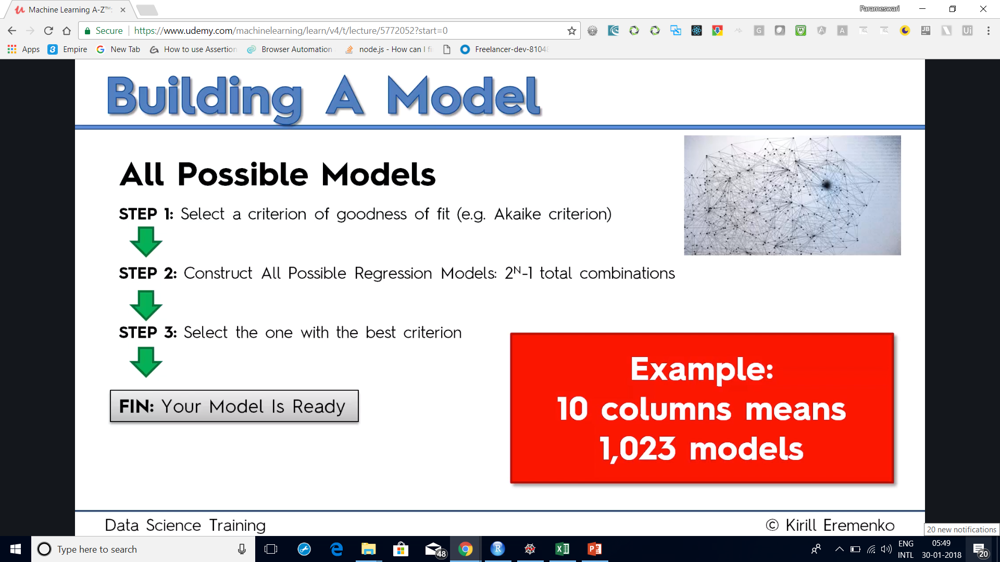 Machine Learning A-Z™:
Parameswari
Secure
https://www.udemy.com/machinelearning/learn/v4/t/lecture/5772052?start=0
Apps
Empire
New Tab
How to use Assertion
Browser Automation
node.js - How can I fi
Freelancer-dev-81048
Building A Model
All Possible Models
STEP 1: Select a criterion of goodness of fit (e.g. Akaike criterion)
STEP 2: Construct All Possible Regression Models: 2ᴺ-1 total combinations
STEP 3: Select the one with the best criterion
FIN: Your Model Is Ready
Example:
10 columns means
1,023 models
Data Science Training
© Kirill Eremenko
20 new notifications
Type here to search
48
ENG
INTL
05:49
30-01-2018
20